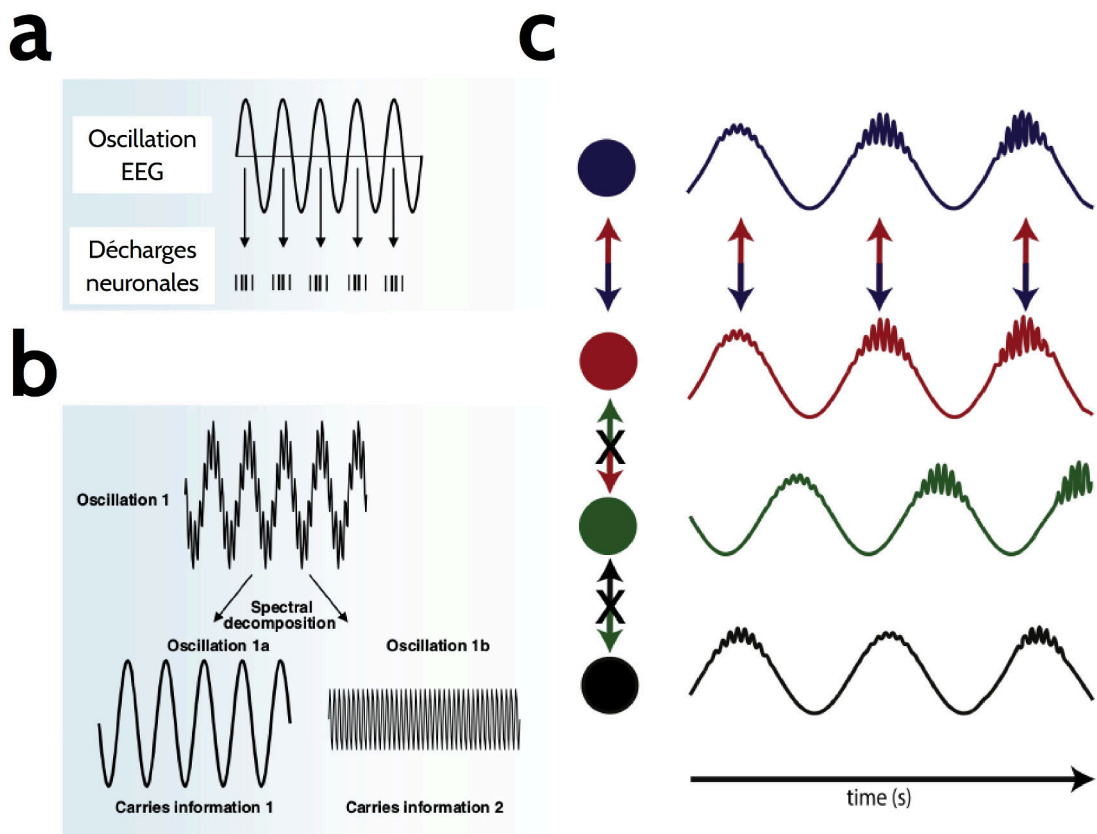 a
Oscillation
EEG
Décharges
neuronales
b
Oscillation 1
Spectral
decomposition
Oscillation 1a
Oscillation 1b
Carries information 1
Carries information 2
c
X
X
time (s)